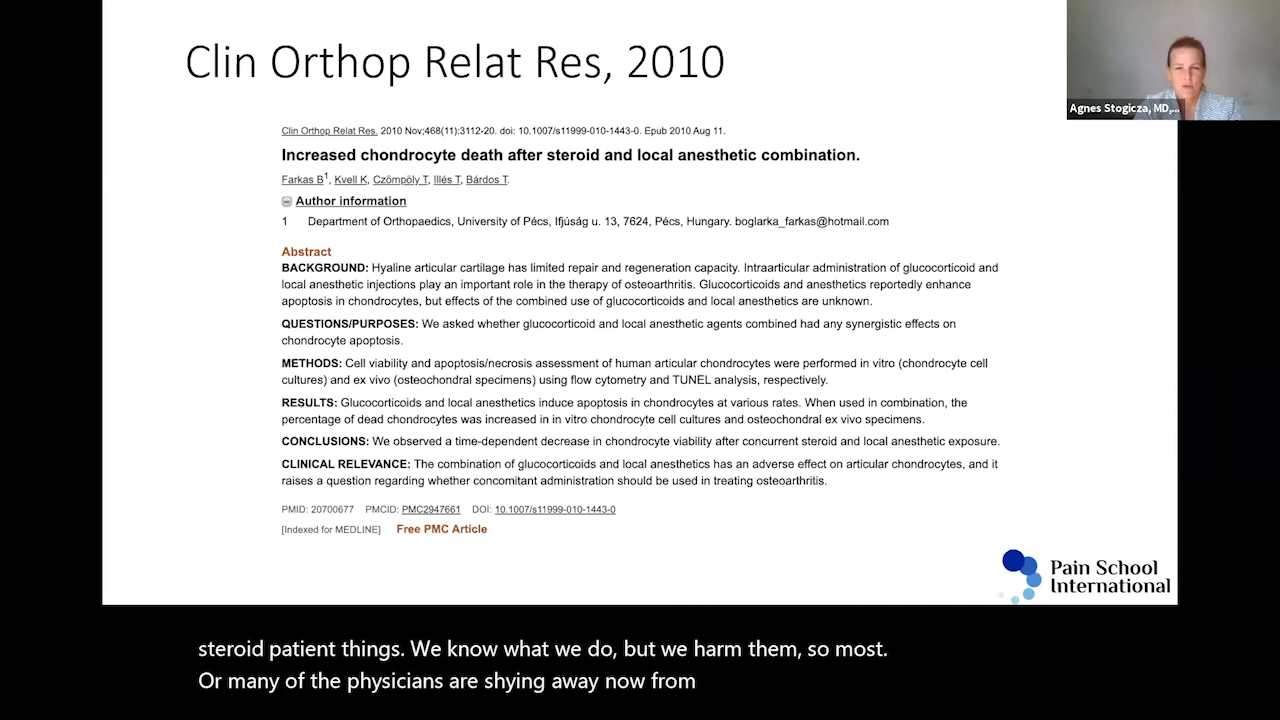 Clin Orthop Relat Res, 2010
Agnes Stogicza, MD,...
Clin Orthop Relat Res. 2010 Nov;468(11):3112-20. doi: 10.1007/s11999-010-1443-0. Epub 2010 Aug 11.
Increased chondrocyte death after steroid and local anesthetic combination.
Farkas B1, Kvell K, Czömpöly T, Illés T, Bárdos T.
Author information
1 Department of Orthopaedics, University of Pécs, Ifjúság u. 13, 7624, Pécs, Hungary. boglarka_farkas@hotmail.com
Abstract
BACKGROUND: Hyaline articular cartilage has limited repair and regeneration capacity. Intraarticular administration of glucocorticoid and
local anesthetic injections play an important role in the therapy of osteoarthritis. Glucocorticoids and anesthetics reportedly enhance
apoptosis in chondrocytes, but effects of the combined use of glucocorticoids and local anesthetics are unknown.
QUESTIONS/PURPOSES: We asked whether glucocorticoid and local anesthetic agents combined had any synergistic effects on
chondrocyte apoptosis.
METHODS: Cell viability and apoptosis/necrosis assessment of human articular chondrocytes were performed in vitro (chondrocyte cell
cultures) and ex vivo (osteochondral specimens) using flow cytometry and TUNEL analysis, respectively.
RESULTS: Glucocorticoids and local anesthetics induce apoptosis in chondrocytes at various rates. When used in combination, the
percentage of dead chondrocytes was increased in in vitro chondrocyte cell cultures and osteochondral ex vivo specimens.
CONCLUSIONS: We observed a time-dependent decrease in chondrocyte viability after concurrent steroid and local anesthetic exposure.
CLINICAL RELEVANCE: The combination of glucocorticoids and local anesthetics has an adverse effect on articular chondrocytes, and it
raises a question regarding whether concomitant administration should be used in treating osteoarthritis.
PMID: 20700677 PMCID: PMC2947661 DOI: 10.1007/s11999-010-1443-0
[Indexed for MEDLINE] Free PMC Article
Pain School
International
steroid patient things. We know what we do, but we harm them, so most.
Or many of the physicians are shying away now from